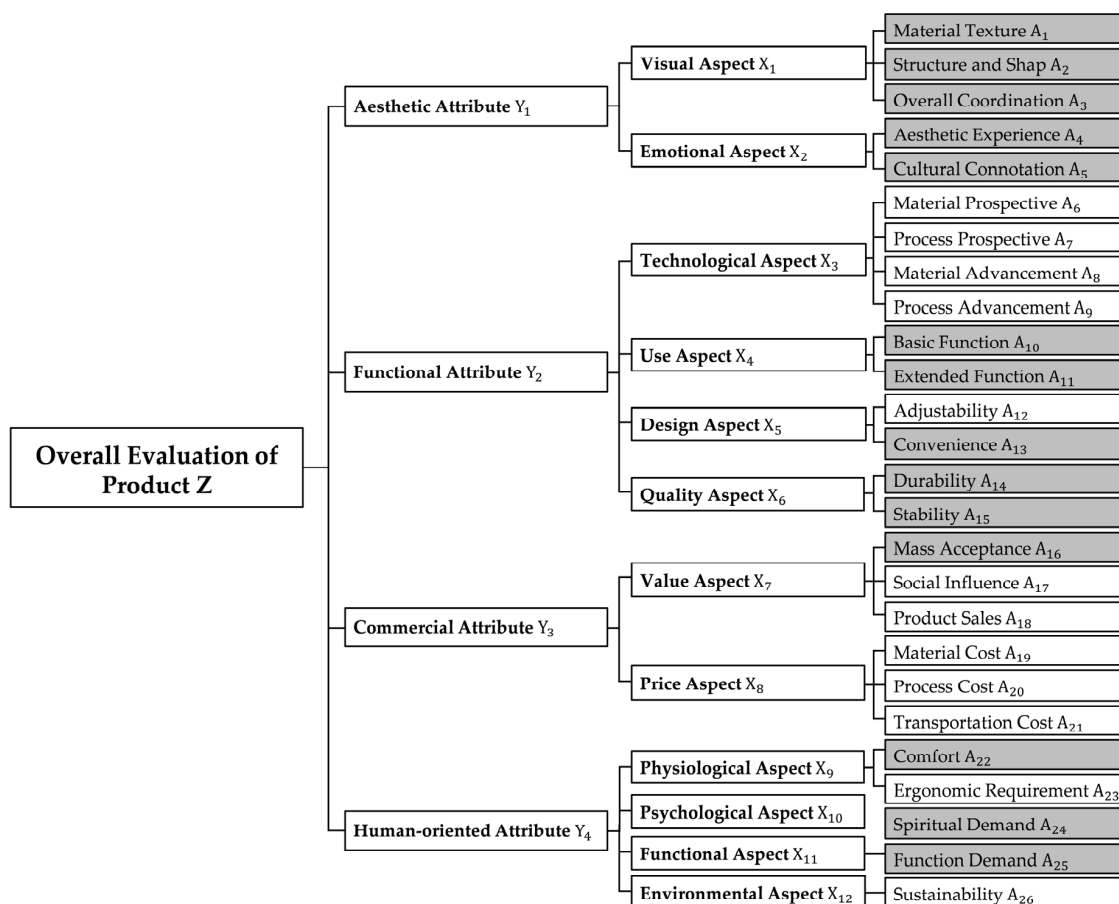 Overall Evaluation of
Product Z
Aesthetic Attribute Y₁
Visual Aspect X₁
Material Texture A₁
Structure and Shap A₂
Overall Coordination A₃
Emotional Aspect X₂
Aesthetic Experience A₄
Cultural Connotation A₅
Functional Attribute Y₂
Technological Aspect X₃
Material Prospective A₆
Process Prospective A₇
Material Advancement A₈
Process Advancement A₉
Use Aspect X₄
Basic Function A₁₀
Extended Function A₁₁
Design Aspect X₅
Adjustability A₁₂
Convenience A₁₃
Quality Aspect X₆
Durability A₁₄
Stability A₁₅
Commercial Attribute Y₃
Value Aspect X₇
Mass Acceptance A₁₆
Social Influence A₁₇
Product Sales A₁₈
Price Aspect X₈
Material Cost A₁₉
Process Cost A₂₀
Transportation Cost A₂₁
Human-oriented Attribute Y₄
Physiological Aspect X₉
Comfort A₂₂
Ergonomic Requirement A₂₃
Psychological Aspect X₁₀
Spiritual Demand A₂₄
Functional Aspect X₁₁
Function Demand A₂₅
Environmental Aspect X₁₂
Sustainability A₂₆